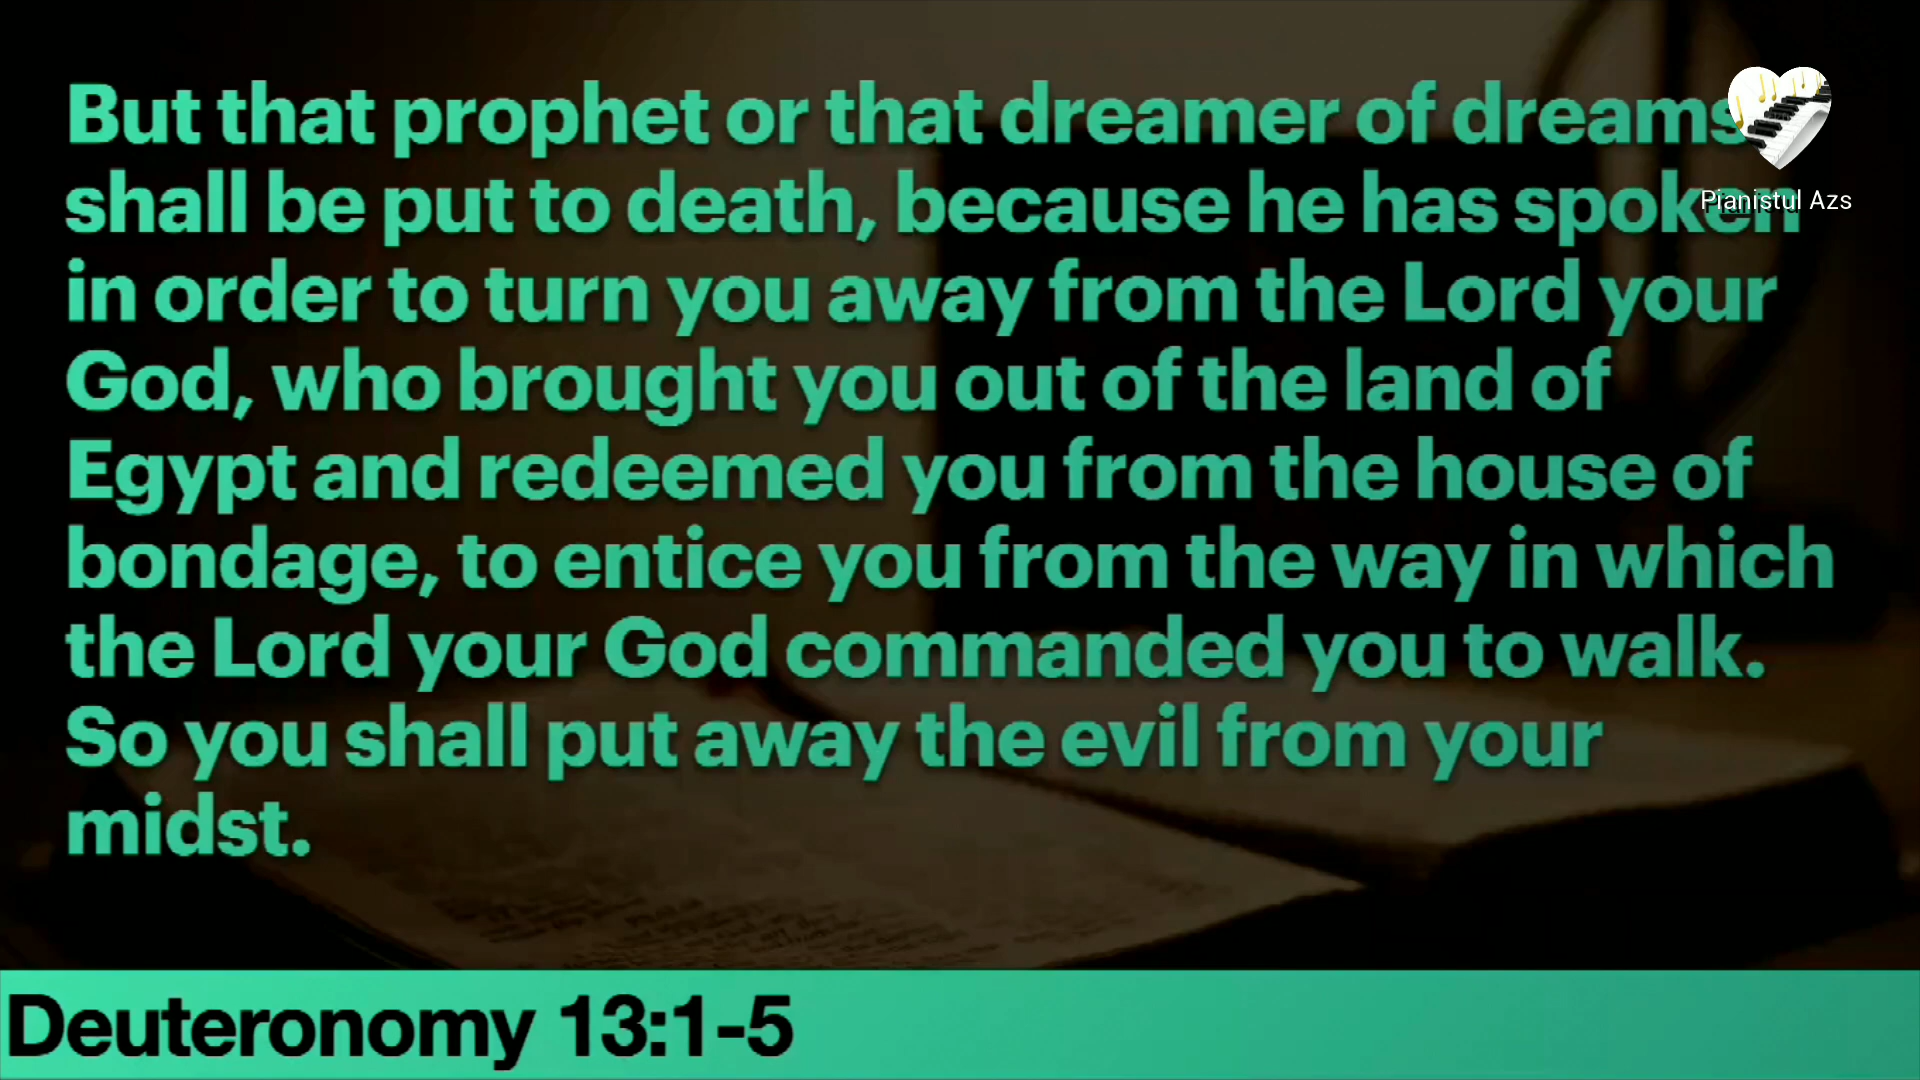 But that prophet or that dreamer of dreams
shall be put to death, because he has spoken
in order to turn you away from the Lord your
God, who brought you out of the land of
Egypt and redeemed you from the house of
bondage, to entice you from the way in which
the Lord your God commanded you to walk.
So you shall put away the evil from your
midst.
Pianistul Azs
Deuteronomy 13:1-5